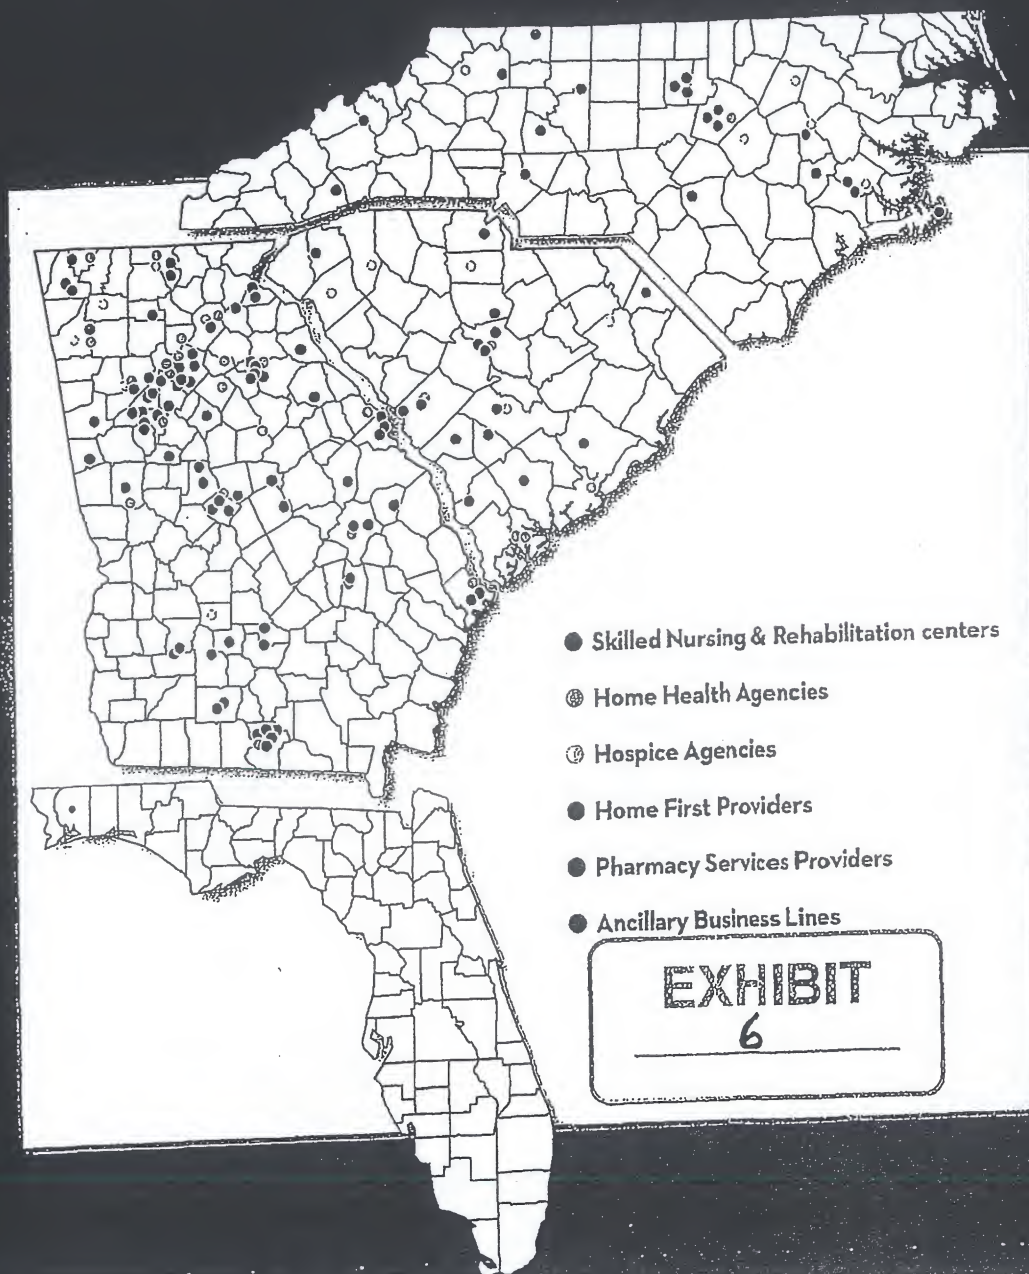 Skilled Nursing & Rehabilitation centers
Home Health Agencies
Hospice Agencies
Home First Providers
Pharmacy Services Providers
Ancillary Business Lines
EXHIBIT
6